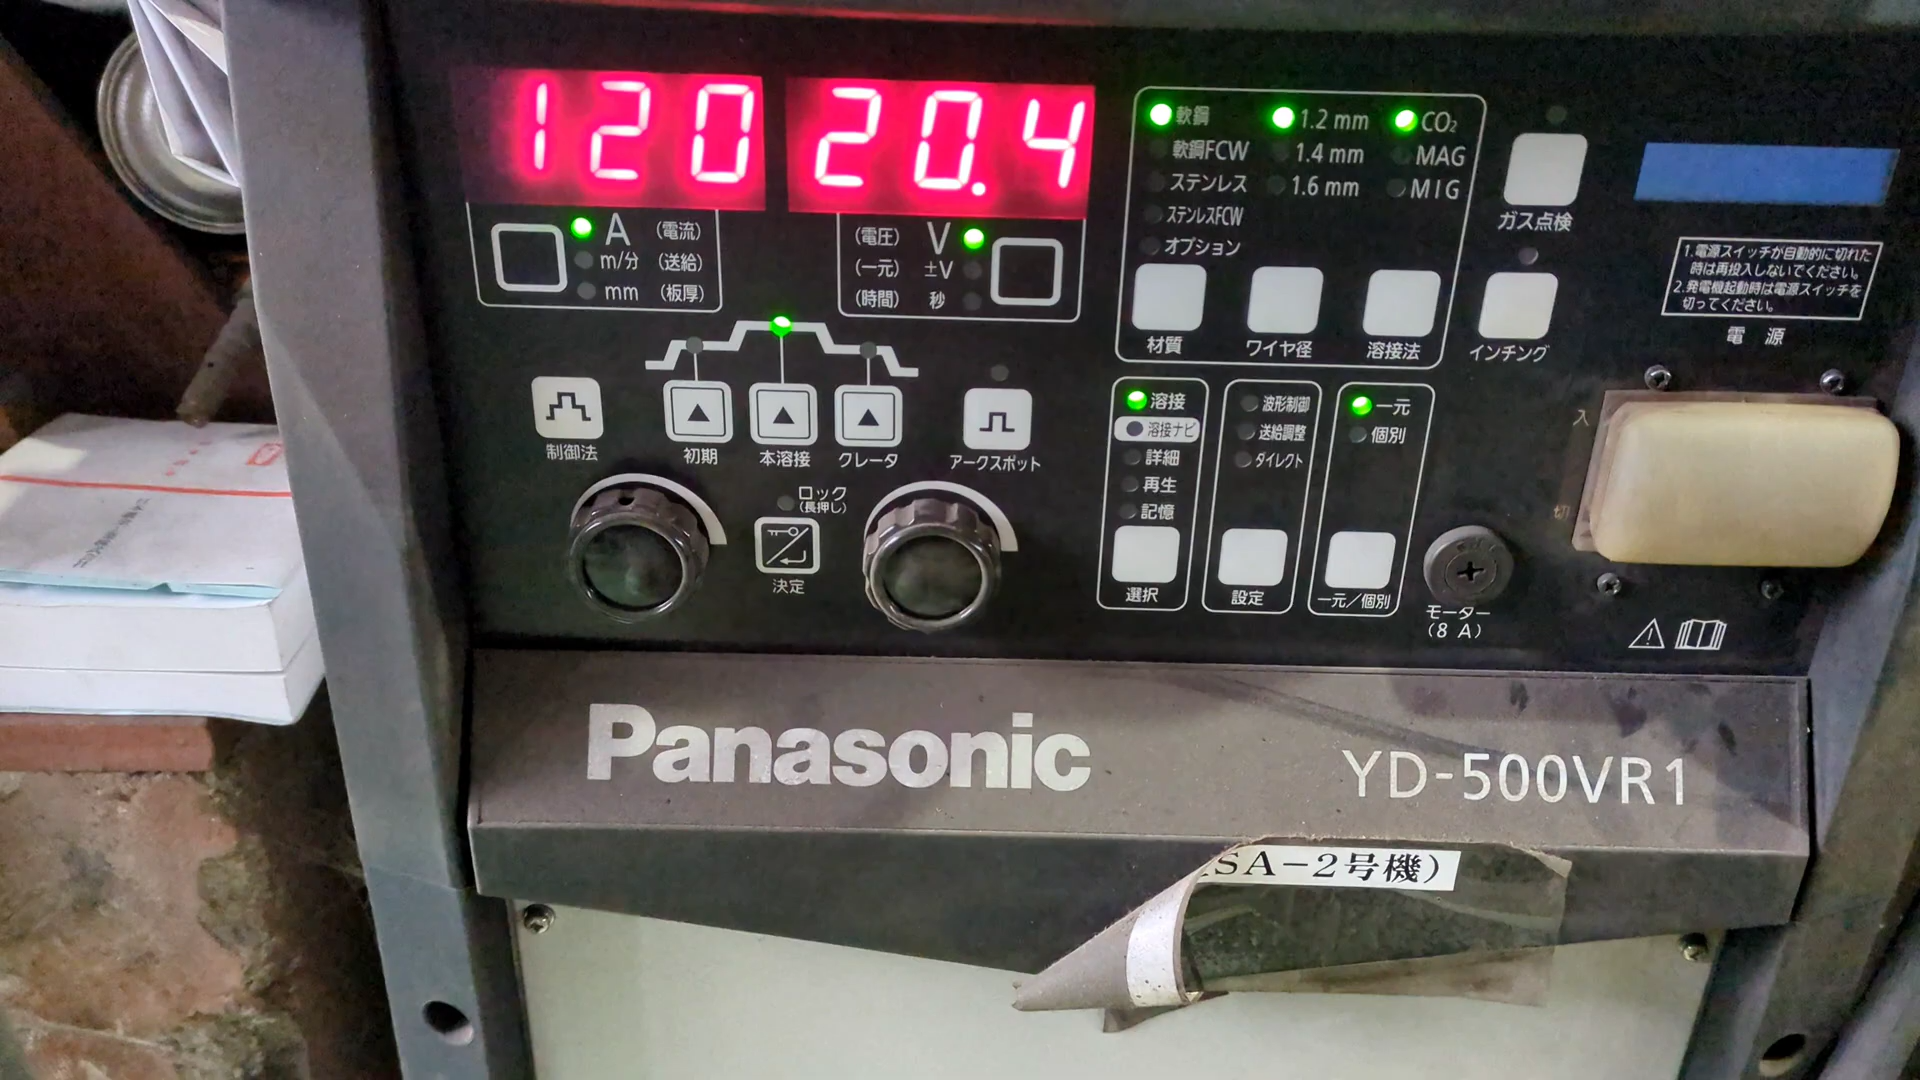 120 20.4
A (電流)
m/分 (送給)
mm (板厚)
(電圧) V
(一元) ±V
(時間) 秒
軟鋼 1.2 mm CO₂
軟鋼FCW 1.4 mm MAG
ステンレス 1.6 mm MIG
ステンレスFCW
オプション
材質 ワイヤ径 溶接法
ガス点検
インチング
1.電源スイッチが自動的に切れた
時は再投入しないでください。
2.発電機起動時は電源スイッチを
切ってください。
電源
入
切
制御法 初期 本溶接 クレータ アークスポット
ロック
(長押し)
決定
溶接
溶接ナビ
詳細
再生
記憶
選択
波形制御
送給調整
ダイレクト
設定
一元
個別
一元/個別
モーター
(8 A)
Panasonic
YD-500VR1
SA-2号機)